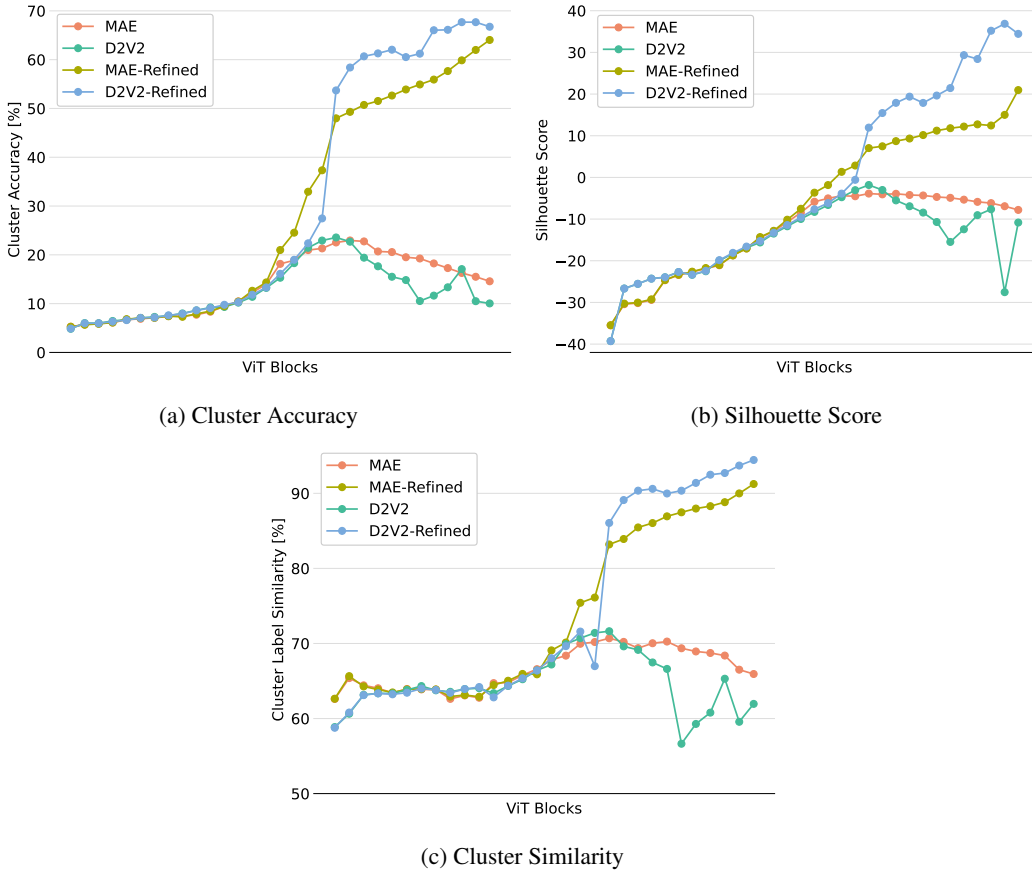 70
60
50
40
30
20
10
0
Cluster Accuracy [%]
MAE
D2V2
MAE-Refined
D2V2-Refined
ViT Blocks
(a) Cluster Accuracy
40
30
20
10
0
−10
−20
−30
−40
Silhouette Score
MAE
D2V2
MAE-Refined
D2V2-Refined
ViT Blocks
(b) Silhouette Score
90
80
70
60
50
Cluster Label Similarity [%]
MAE
MAE-Refined
D2V2
D2V2-Refined
ViT Blocks
(c) Cluster Similarity